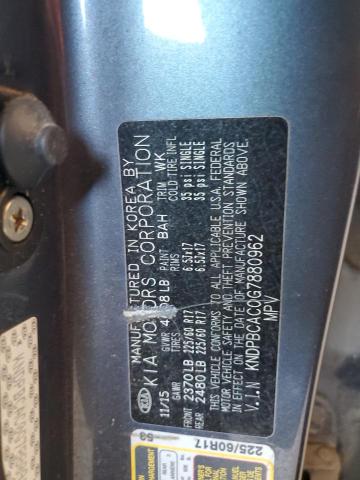 MANUFACTURED IN KOREA BY
KIA MOTORS CORPORATION
KIA
11/15 GVWR PAINT BAH TRIM WK
GAWR TIRES RIMS COLD TIRE INFL
FRONT 2370LB 225/60 R17 6.5Jx17 35 psi SINGLE
REAR 2480LB 225/60 R17 6.5Jx17 35 psi SINGLE
THIS VEHICLE CONFORMS TO ALL APPLICABLE U.S.A. FEDERAL
MOTOR VEHICLE SAFETY AND THEFT PREVENTION STANDARDS
IN EFFECT ON THE DATE OF MANUFACTURE SHOWN ABOVE.
V.I.N KNDPBCAC0G7880962
MPV
53
225/60R17